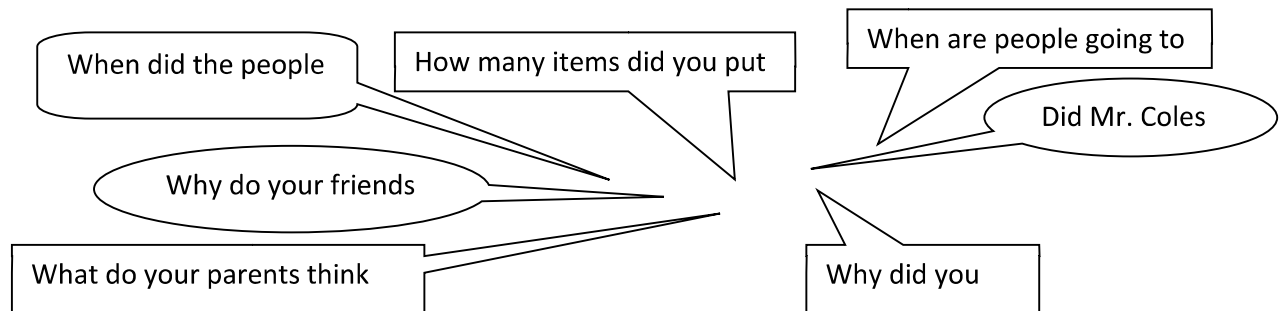 When did the people
How many items did you put
When are people going to
Did Mr. Coles
Why do your friends
What do your parents think
Why did you